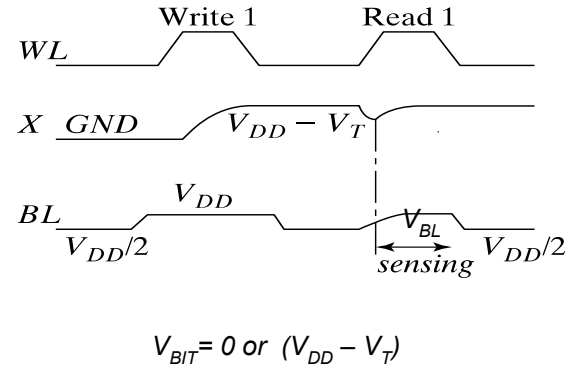 Write 1 Read 1
WL
X GND V_DD – V_T
BL V_DD V_BL
V_DD/2 V_DD/2
sensing
V_BIT= 0 or (V_DD – V_T)